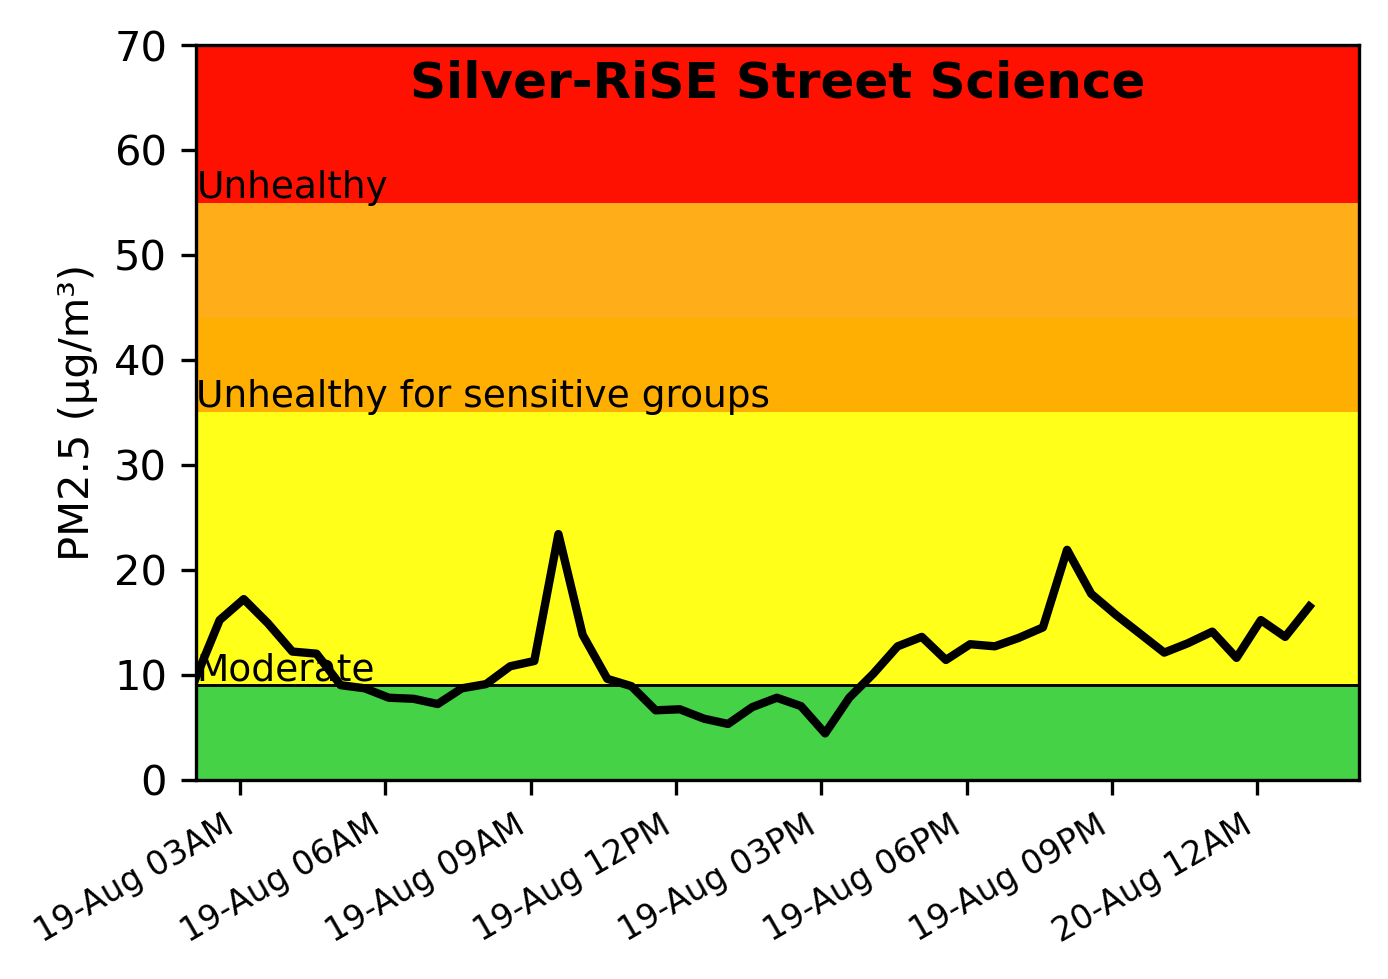 Silver-RiSE Street Science
70
60
Unhealthy
50
40
Unhealthy for sensitive groups
30
20
Moderate
10
0
PM2.5 (µg/m³)
19-Aug 03AM
19-Aug 06AM
19-Aug 09AM
19-Aug 12PM
19-Aug 03PM
19-Aug 06PM
19-Aug 09PM
20-Aug 12AM